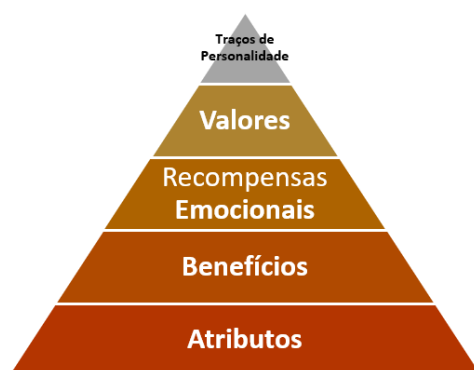 Traços de
Personalidade
Valores
Recompensas
Emocionais
Benefícios
Atributos